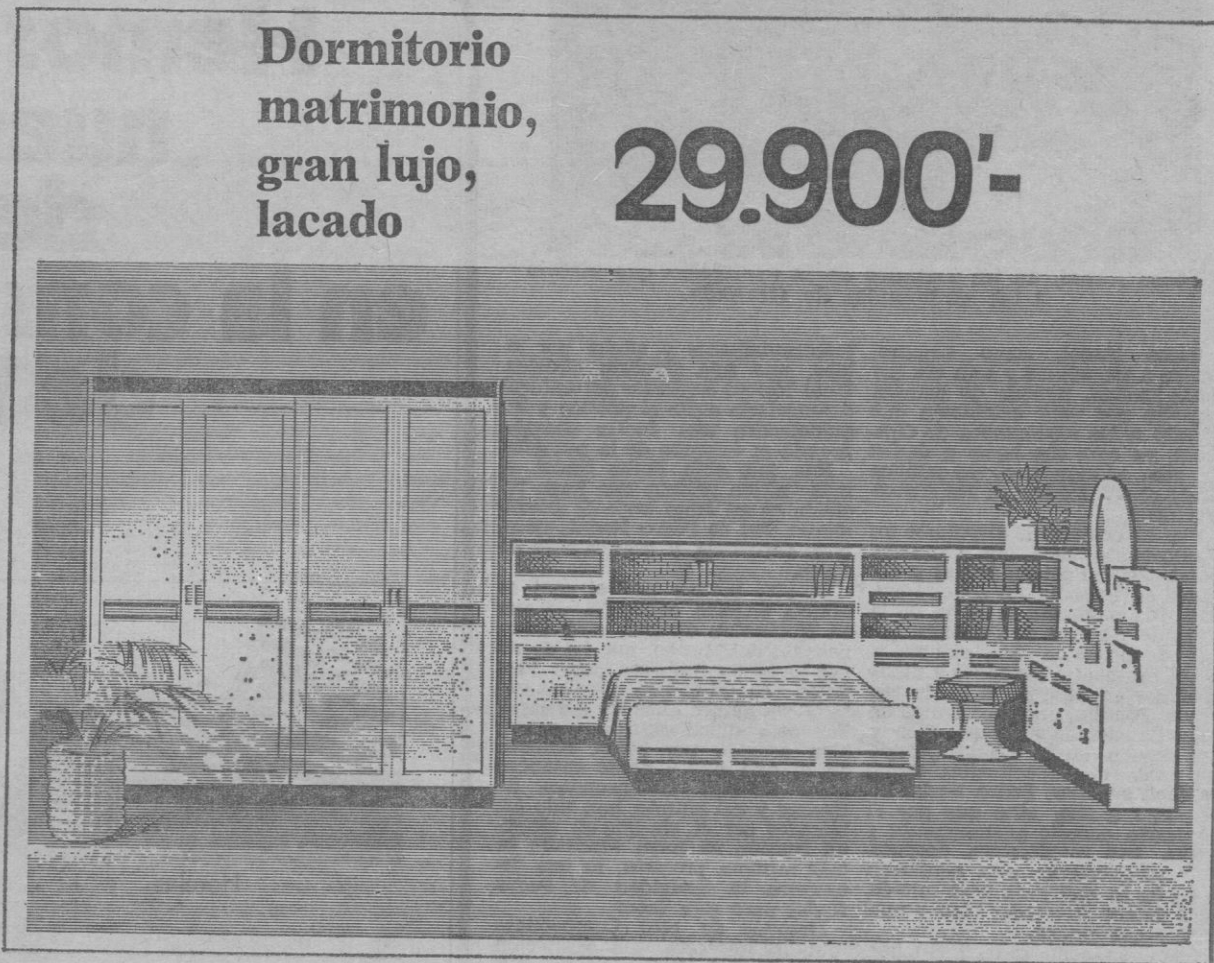 Dormitorio
matrimonio,
gran lujo,
lacado
29.900'-